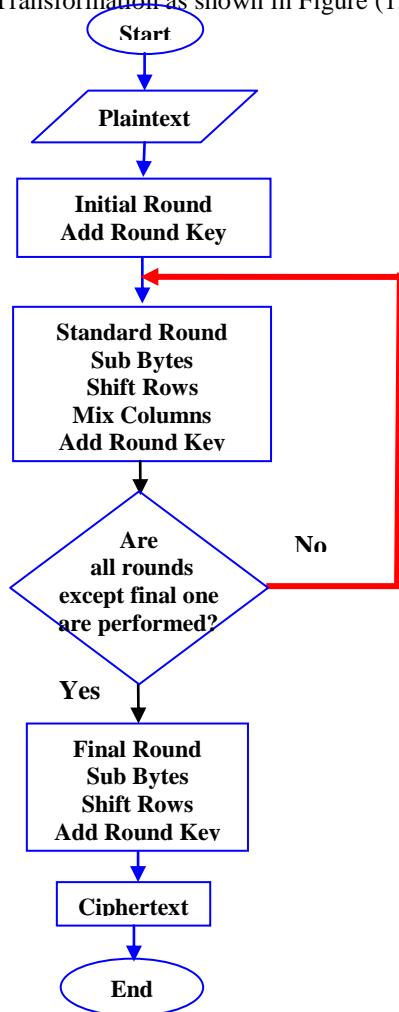 Transformation as shown in Figure (1.
Start
Plaintext
Initial Round
Add Round Key
Standard Round
Sub Bytes
Shift Rows
Mix Columns
Add Round Key
Are
all rounds
except final one
are performed?
No
Yes
Final Round
Sub Bytes
Shift Rows
Add Round Key
Ciphertext
End